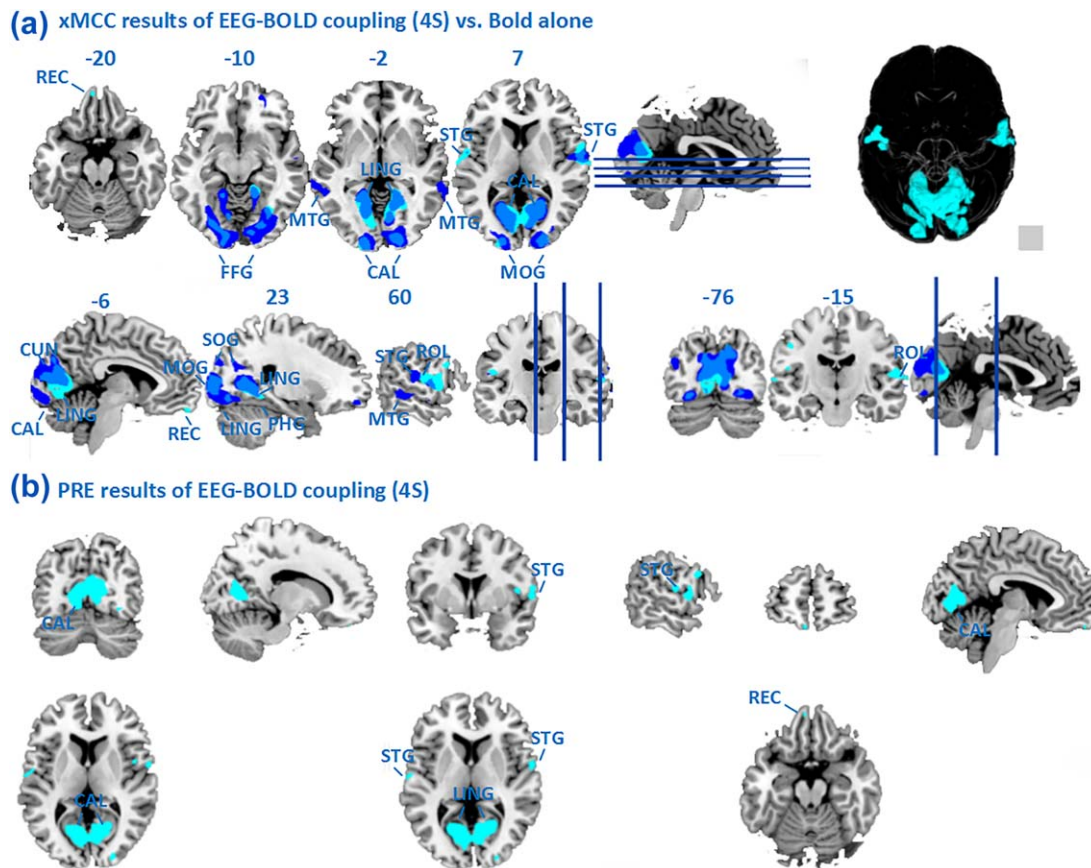 (a) xMCC results of EEG-BOLD coupling (4S) vs. Bold alone
-20 -10 -2 7
REC
STG STG
LING CAL
MTG MTG
FFG CAL MOG
-6 23 60 -76 -15
CUN SOG STG ROL ROL
MOG LING
MTG
CAL LING REC LING PHG
(b) PRE results of EEG-BOLD coupling (4S)
STG STG
CAL CAL
REC
STG STG
CAL LING